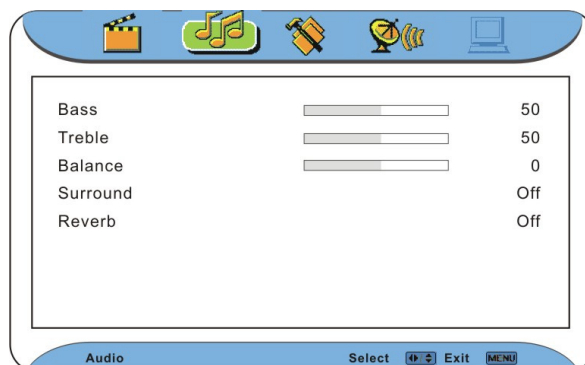 Bass 50
Treble 50
Balance 0
Surround Off
Reverb Off
Audio Select Exit MENU